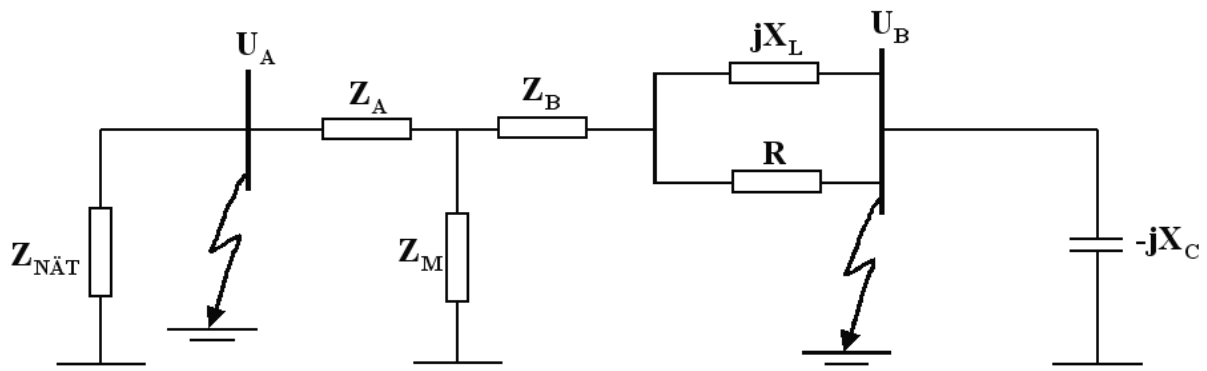 U_A
Z_A
Z_B
jX_L
U_B
R
Z_NÄT
Z_M
-jX_C